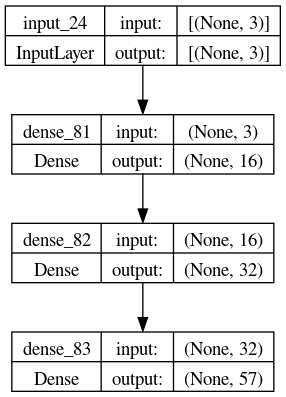 input_24 input: [(None, 3)]
InputLayer output: [(None, 3)]
dense_81 input: (None, 3)
Dense output: (None, 16)
dense_82 input: (None, 16)
Dense output: (None, 32)
dense_83 input: (None, 32)
Dense output: (None, 57)